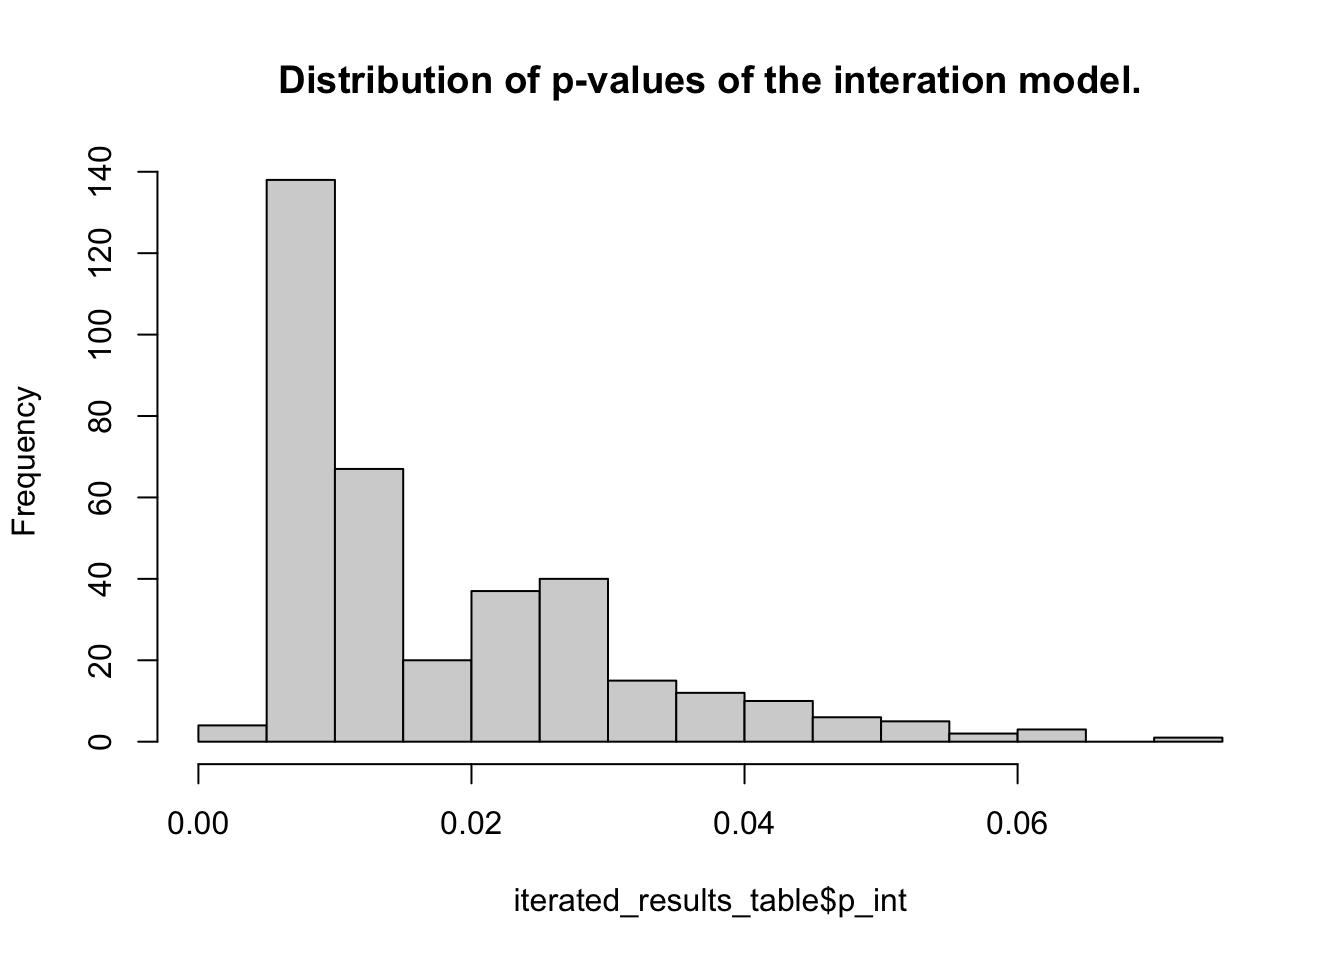 Distribution of p-values of the interation model.
140
120
100
80
60
40
20
0
Frequency
0.00 0.02 0.04 0.06
iterated_results_table$p_int